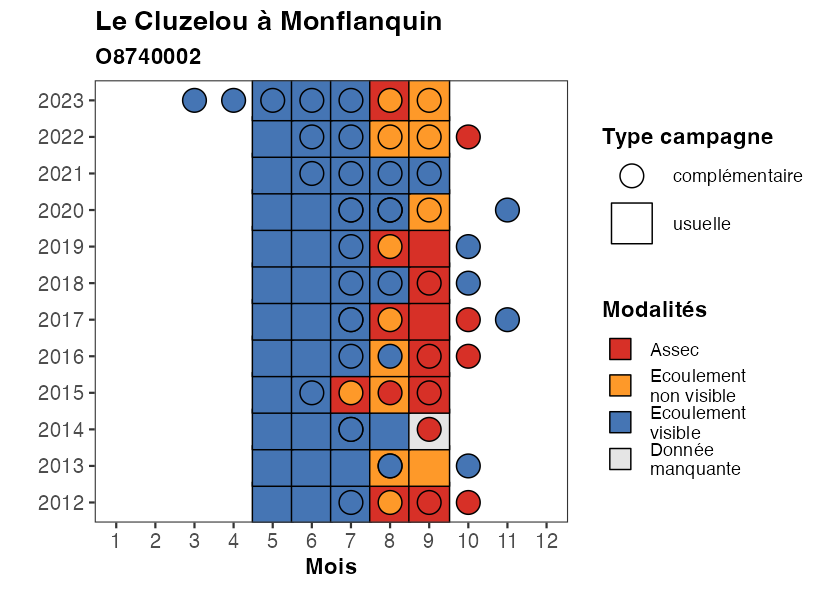 Le Cluzelou à Monflanquin
O8740002
2023
2022
2021
2020
2019
2018
2017
2016
2015
2014
2013
2012
1 2 3 4 5 6 7 8 9 10 11 12
Mois
Type campagne
complémentaire
usuelle
Modalités
Assec
Ecoulement
non visible
Ecoulement
visible
Donnée
manquante